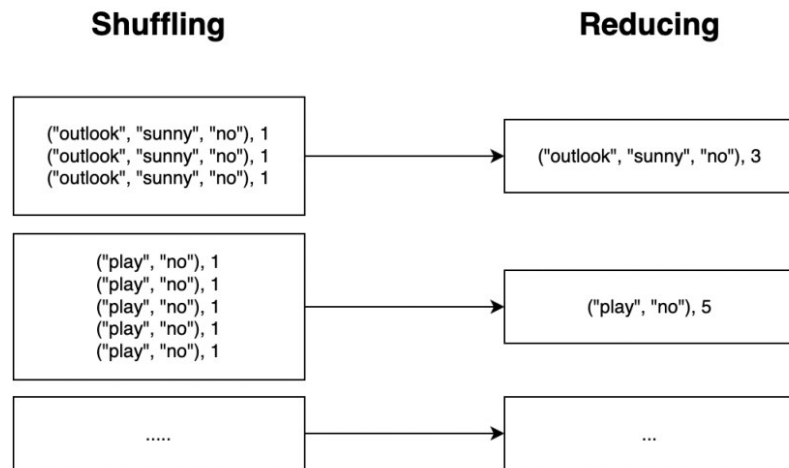 Shuffling
Reducing
("outlook", "sunny", "no"), 1
("outlook", "sunny", "no"), 1
("outlook", "sunny", "no"), 1
("outlook", "sunny", "no"), 3
("play", "no"), 1
("play", "no"), 1
("play", "no"), 1
("play", "no"), 1
("play", "no"), 1
("play", "no"), 5
.....
...